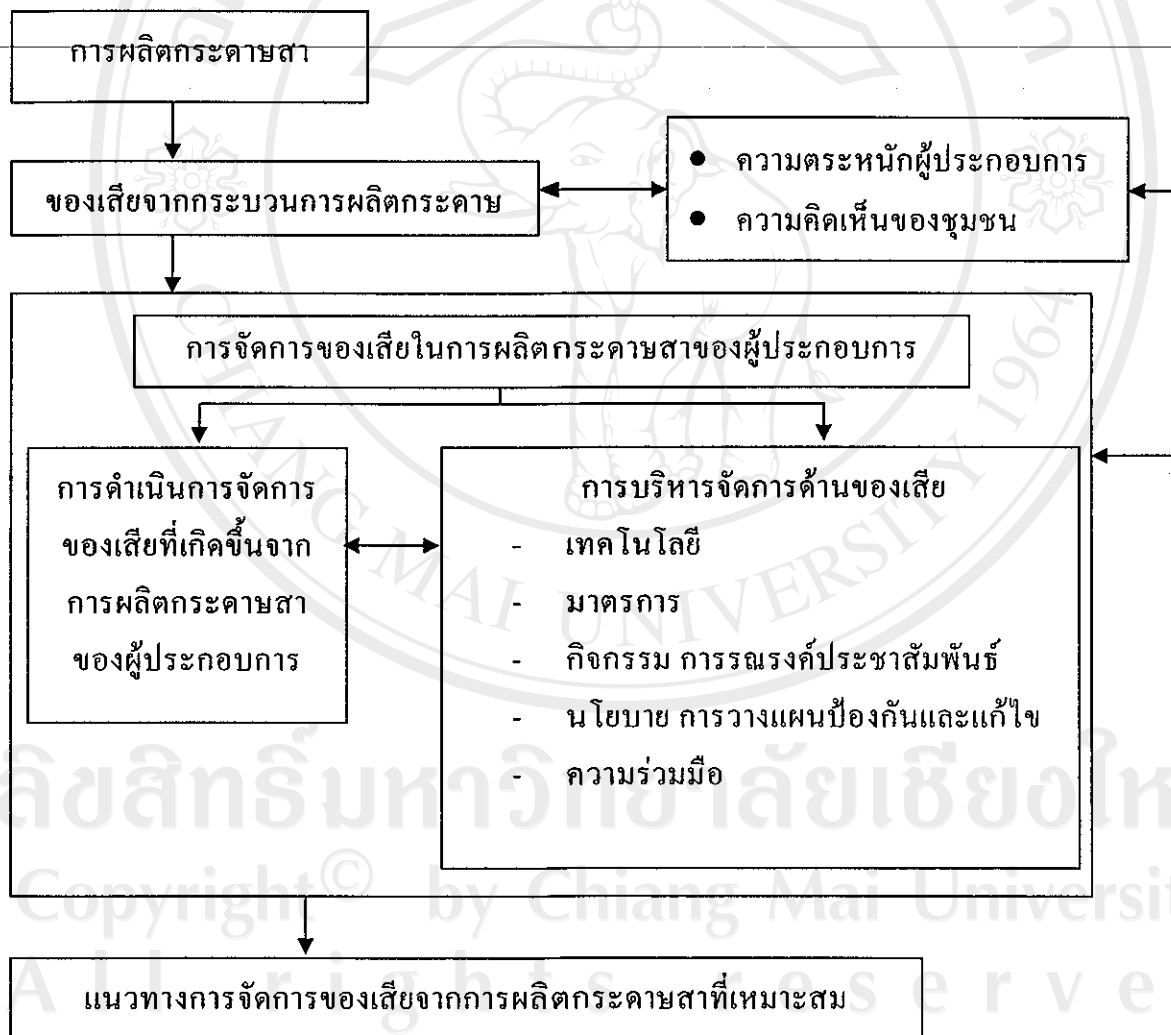 การผลิตกระดาษสา
ของเสียจากกระบวนการผลิตกระดาษ
● ความตระหนักผู้ประกอบการ
● ความคิดเห็นของชุมชน
การจัดการของเสียในการผลิตกระดาษสาของผู้ประกอบการ
การดำเนินการจัดการ
ของเสียที่เกิดขึ้นจาก
การผลิตกระดาษสา
ของผู้ประกอบการ
การบริหารจัดการด้านของเสีย
- เทคโนโลยี
- มาตรการ
- กิจกรรม การรณรงค์ประชาสัมพันธ์
- นโยบาย การวางแผนป้องกันและแก้ไข
- ความร่วมมือ
แนวทางการจัดการของเสียจากการผลิตกระดาษสาที่เหมาะสม
CHIANG MAI UNIVERSITY 1964
ลิขสิทธิ์มหาวิทยาลัยเชียงให
Copyright© by Chiang Mai Universit
All rights reserve